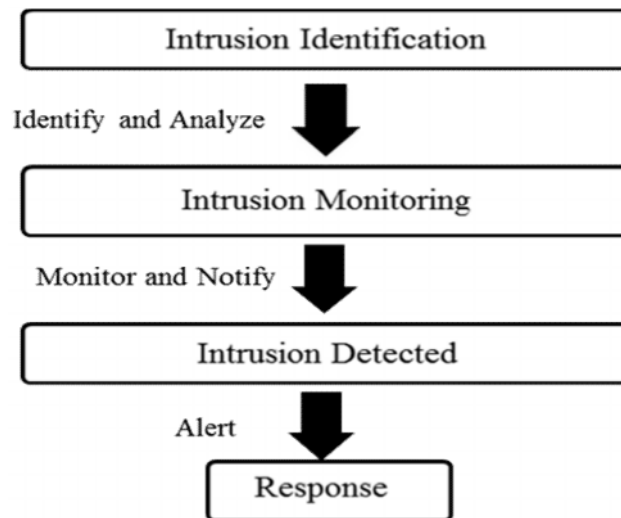 Intrusion Identification
Identify and Analyze
Intrusion Monitoring
Monitor and Notify
Intrusion Detected
Alert
Response